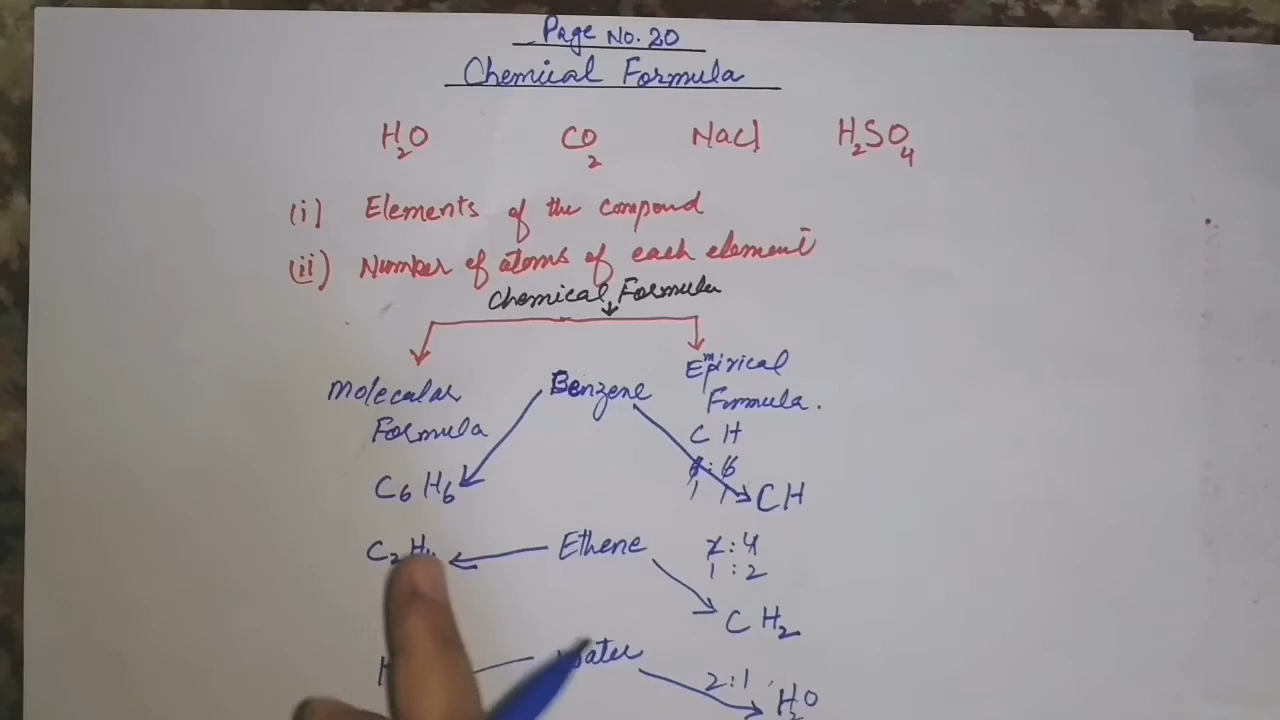 Page No. 20
Chemical Formula
H2O CO2 NaCl H2SO4
(i) Elements of the compound
(ii) Number of atoms of each element
Chemical Formula
Molecular Formula
Benzene
Empirical Formula.
C H
6:6
1 1
C6H6
CH
C2H4
Ethene
2:4
1:2
CH2
H
Water
2:1
H2O